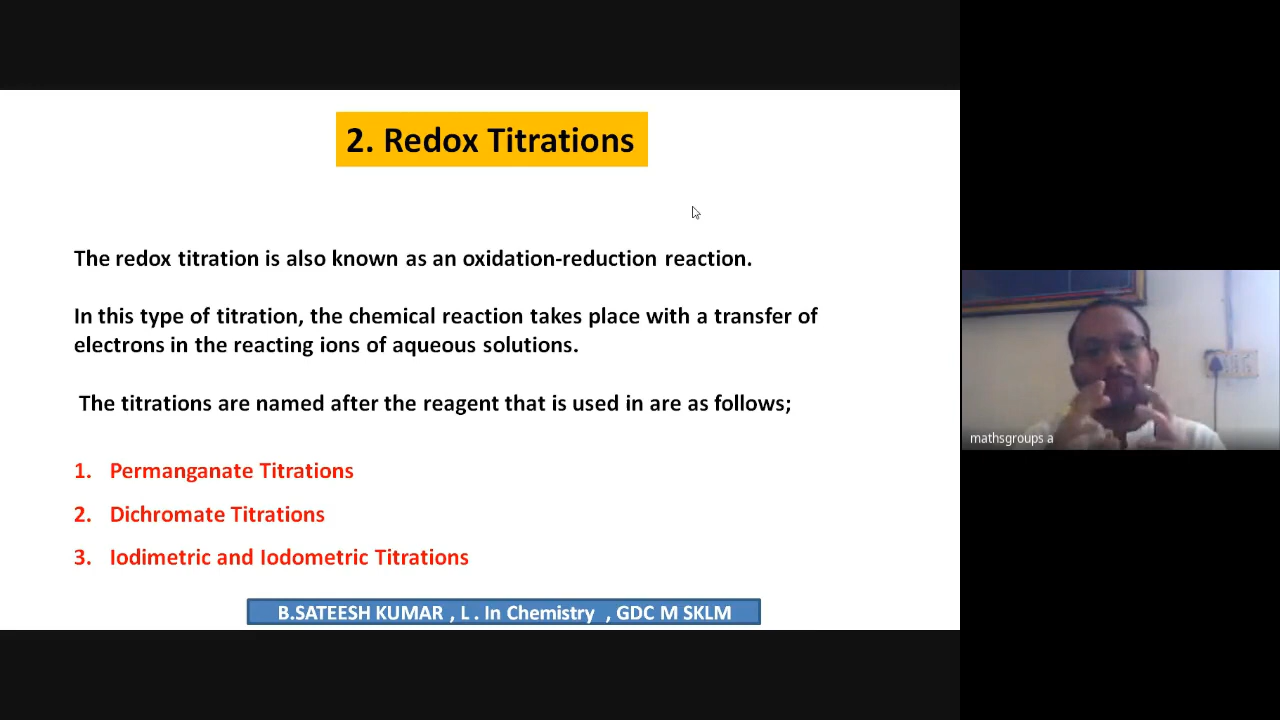 2. Redox Titrations
The redox titration is also known as an oxidation-reduction reaction.
In this type of titration, the chemical reaction takes place with a transfer of
electrons in the reacting ions of aqueous solutions.
The titrations are named after the reagent that is used in are as follows;
1. Permanganate Titrations
2. Dichromate Titrations
3. Iodimetric and Iodometric Titrations
B.SATEESH KUMAR , L . In Chemistry , GDC M SKLM
mathsgroups a